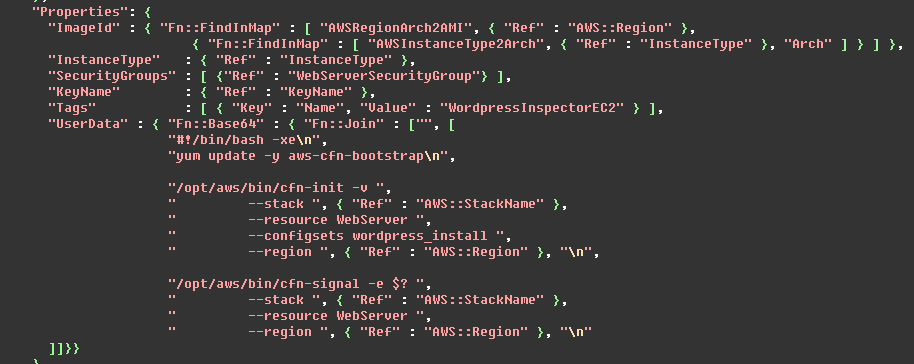 "Properties": {
"ImageId" : { "Fn::FindInMap" : [ "AWSRegionArch2AMI", { "Ref" : "AWS::Region" },
{ "Fn::FindInMap" : [ "AWSInstanceType2Arch", { "Ref" : "InstanceType" }, "Arch" ] } ] },
"InstanceType" : { "Ref" : "InstanceType" },
"SecurityGroups" : [ {"Ref" : "WebServerSecurityGroup"} ],
"KeyName" : { "Ref" : "KeyName" },
"Tags" : [ { "Key" : "Name", "Value" : "WordpressInspectorEC2" } ],
"UserData" : { "Fn::Base64" : { "Fn::Join" : ["", [
"#!/bin/bash -xe\n",
"yum update -y aws-cfn-bootstrap\n",
"/opt/aws/bin/cfn-init -v ",
" --stack ", { "Ref" : "AWS::StackName" },
" --resource WebServer ",
" --configsets wordpress_install ",
" --region ", { "Ref" : "AWS::Region" }, "\n",
"/opt/aws/bin/cfn-signal -e $? ",
" --stack ", { "Ref" : "AWS::StackName" },
" --resource WebServer ",
" --region ", { "Ref" : "AWS::Region" }, "\n"
]]}}